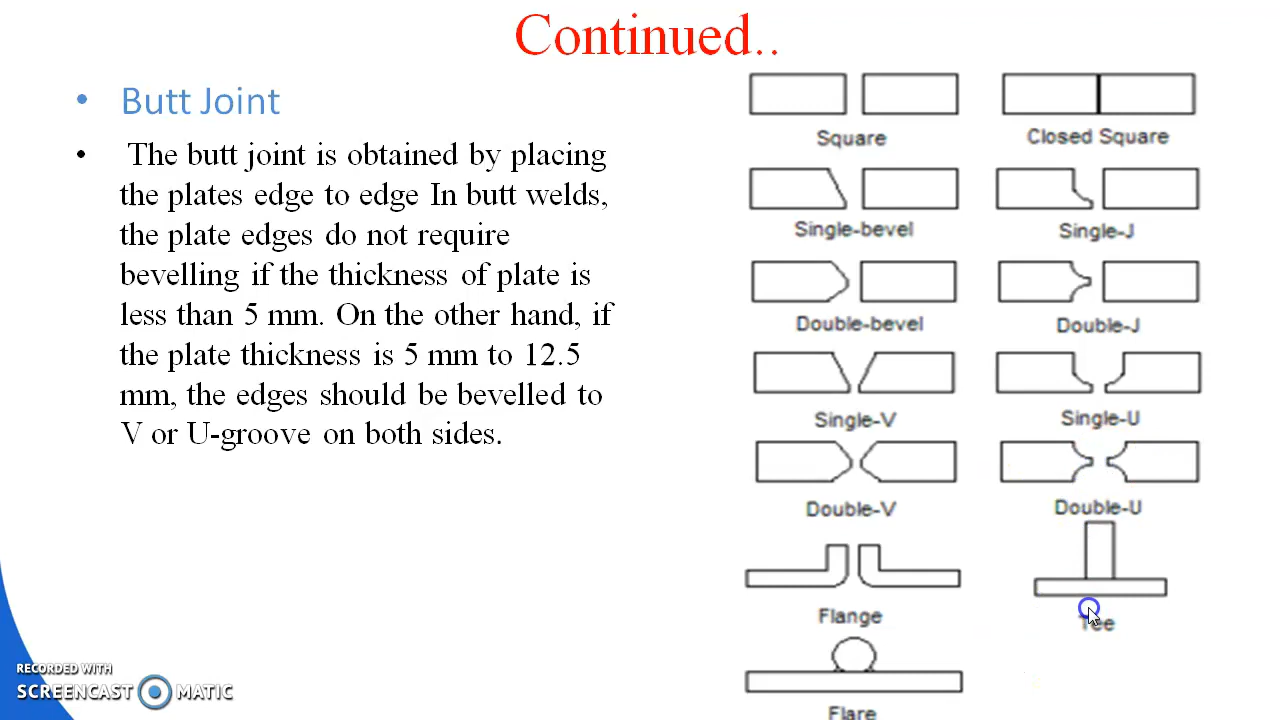 Continued..
• Butt Joint
• The butt joint is obtained by placing
the plates edge to edge In butt welds,
the plate edges do not require
bevelling if the thickness of plate is
less than 5 mm. On the other hand, if
the plate thickness is 5 mm to 12.5
mm, the edges should be bevelled to
V or U-groove on both sides.
Square
Closed Square
Single-bevel
Single-J
Double-bevel
Double-J
Single-V
Single-U
Double-V
Double-U
Flange
Tee
Flare
RECORDED WITH
SCREENCAST MATIC